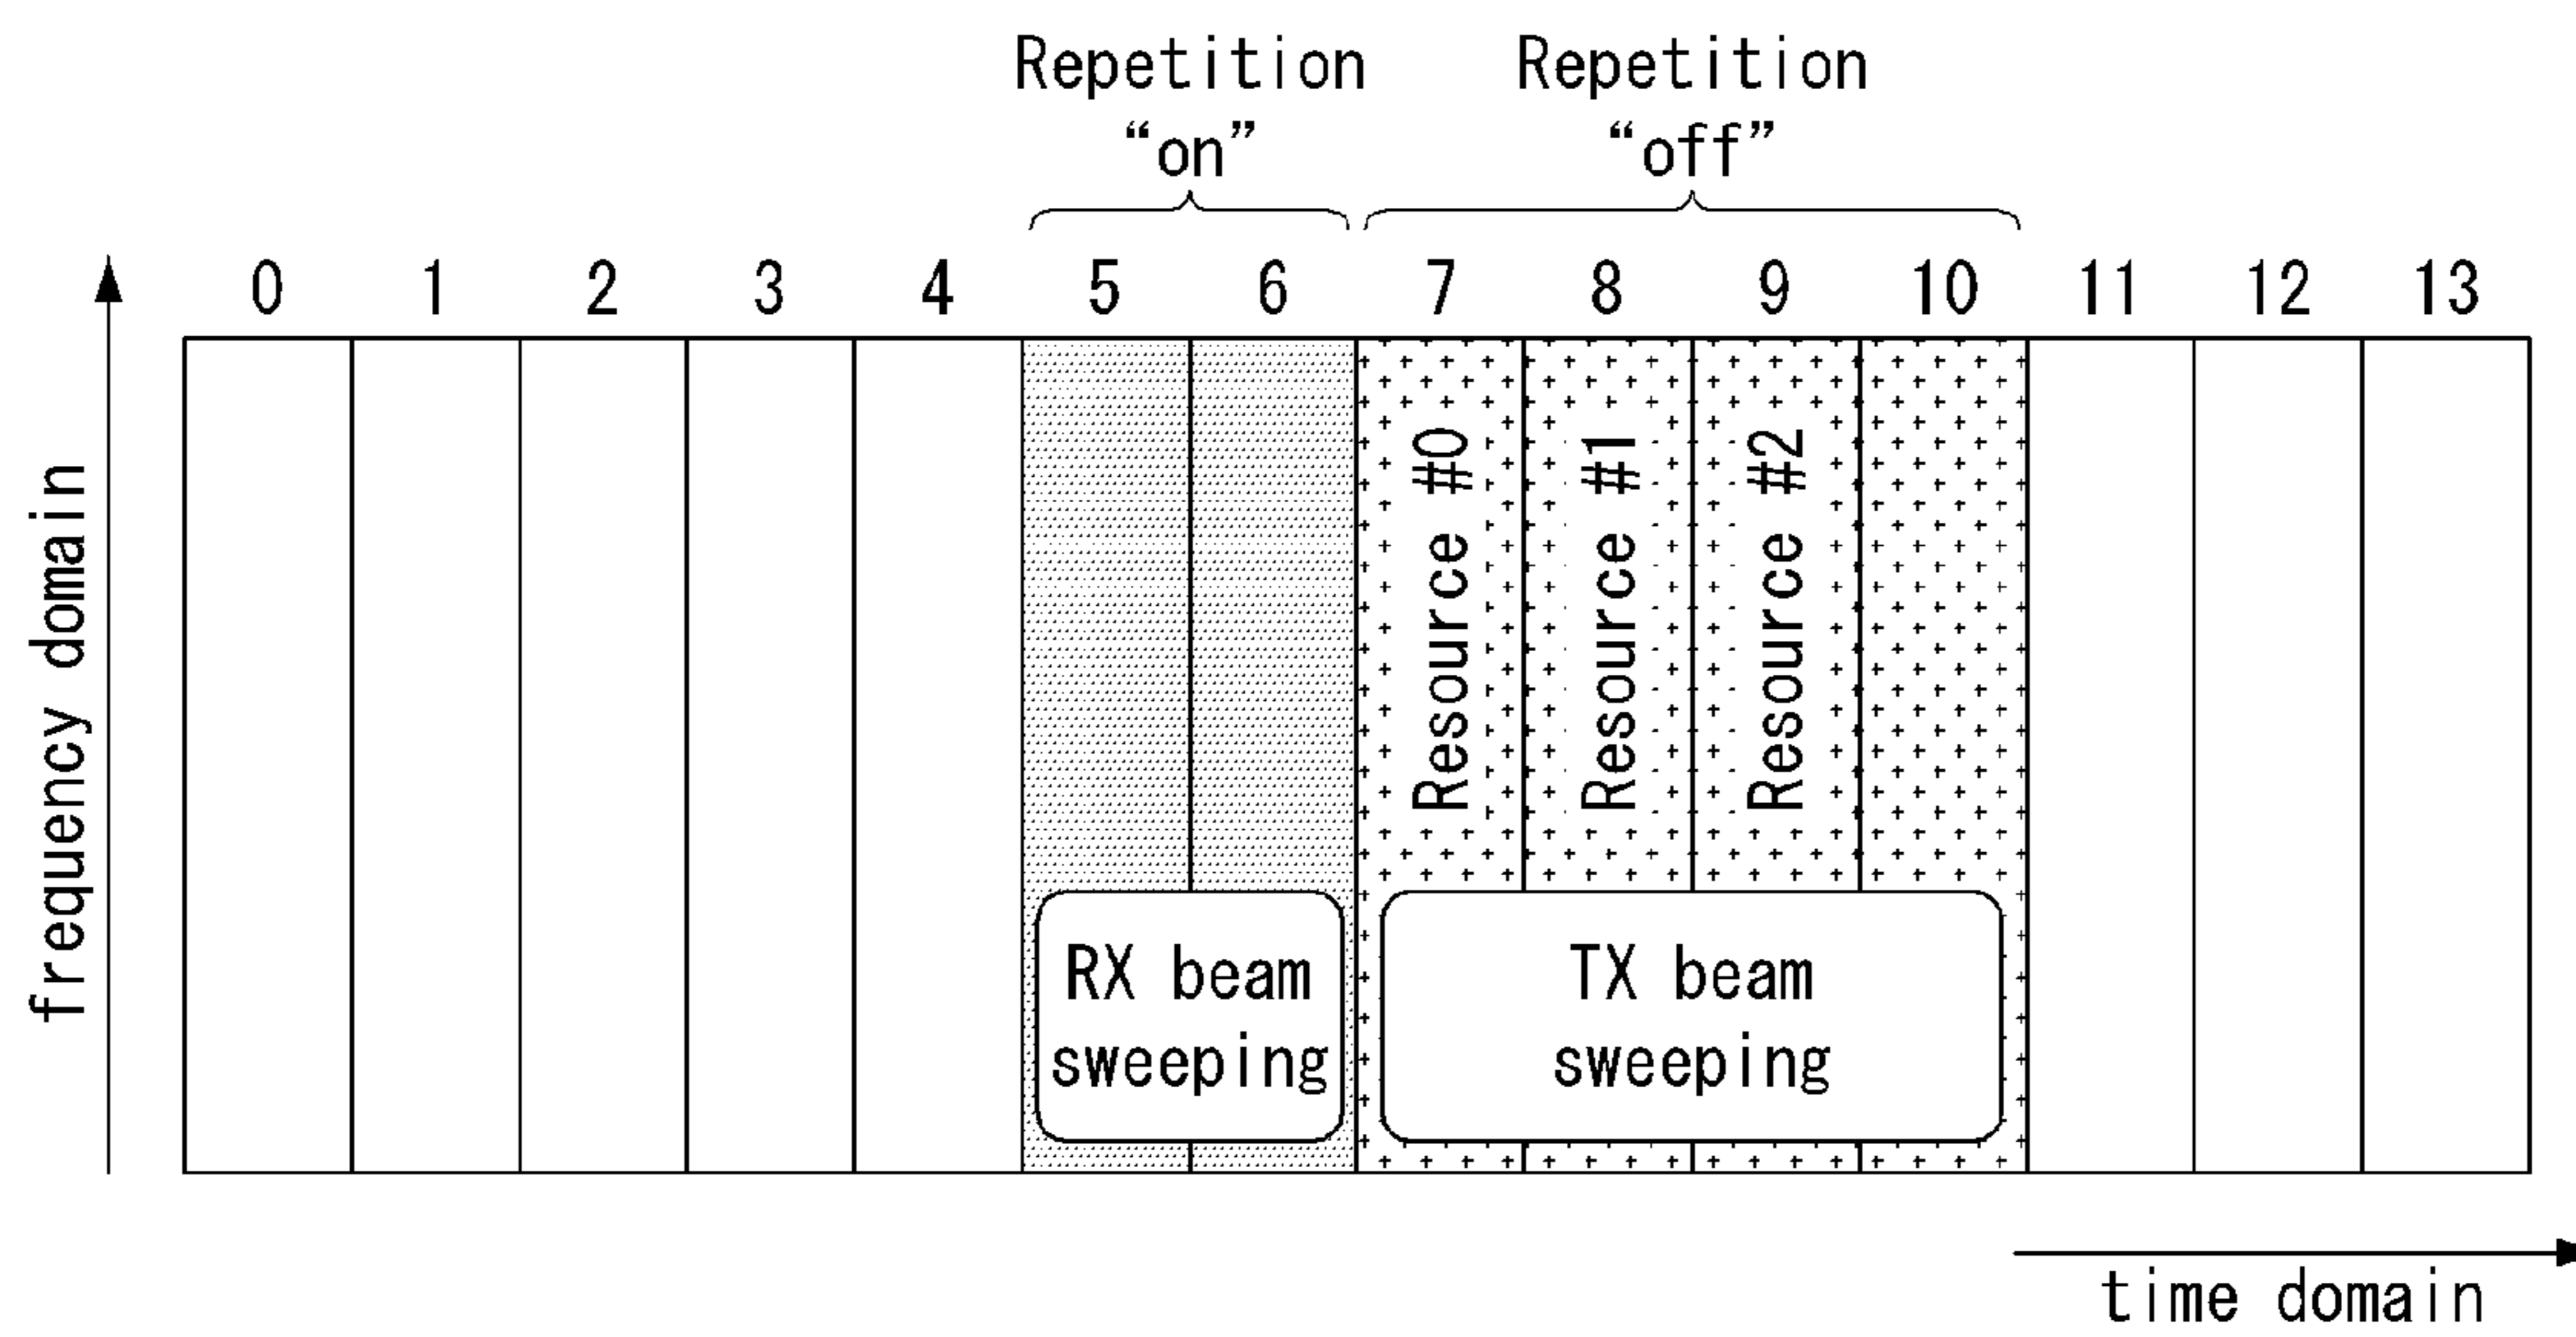 Repetition
“on”
Repetition
“off”
0 1 2 3 4 5 6 7 8 9 10 11 12 13
frequency domain
Resource #0
Resource #1
Resource #2
RX beam
sweeping
TX beam
sweeping
time domain